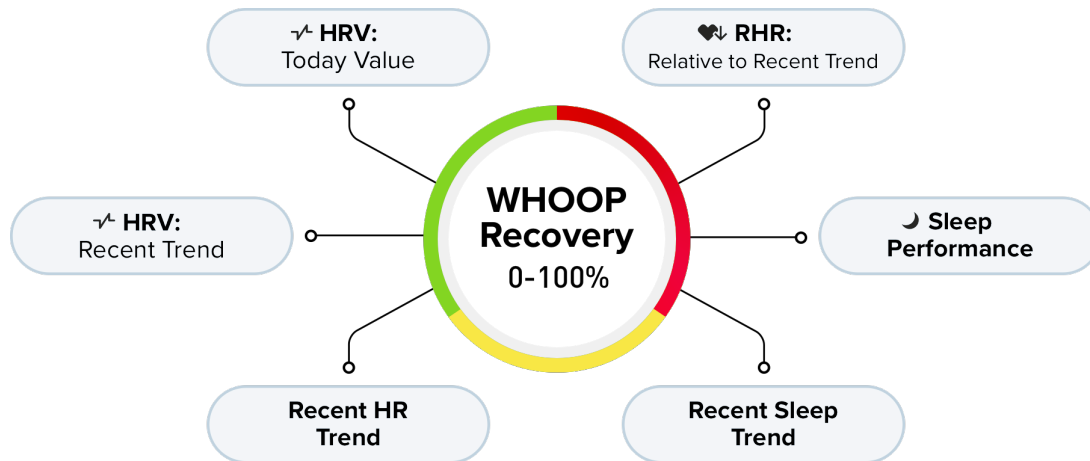 HRV:
Today Value
RHR:
Relative to Recent Trend
HRV:
Recent Trend
WHOOP
Recovery
0-100%
Sleep
Performance
Recent HR
Trend
Recent Sleep
Trend